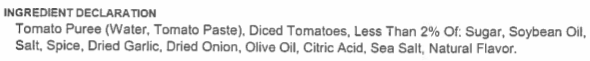 INGREDIENT DECLARATION
Tomato Puree (Water, Tomato Paste), Diced Tomatoes, Less Than 2% Of: Sugar, Soybean Oil,
Salt, Spice, Dried Garlic, Dried Onion, Olive Oil, Citric Acid, Sea Salt, Natural Flavor.